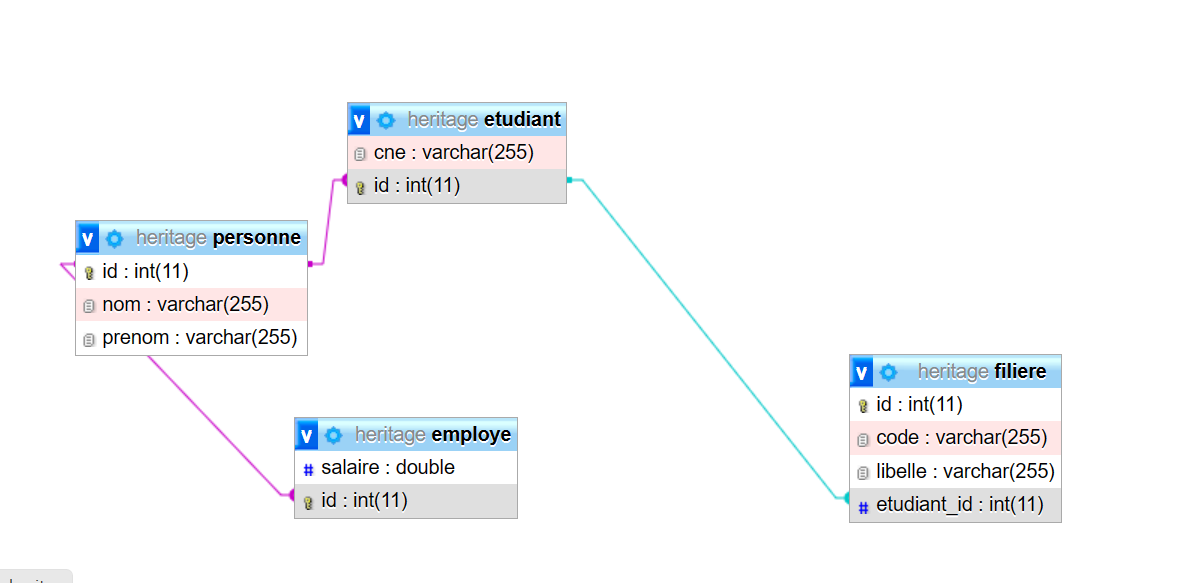 v heritage etudiant
cne : varchar(255)
id : int(11)
v heritage personne
id : int(11)
nom : varchar(255)
prenom : varchar(255)
v heritage filiere
id : int(11)
code : varchar(255)
libelle : varchar(255)
# etudiant_id : int(11)
v heritage employe
# salaire : double
id : int(11)